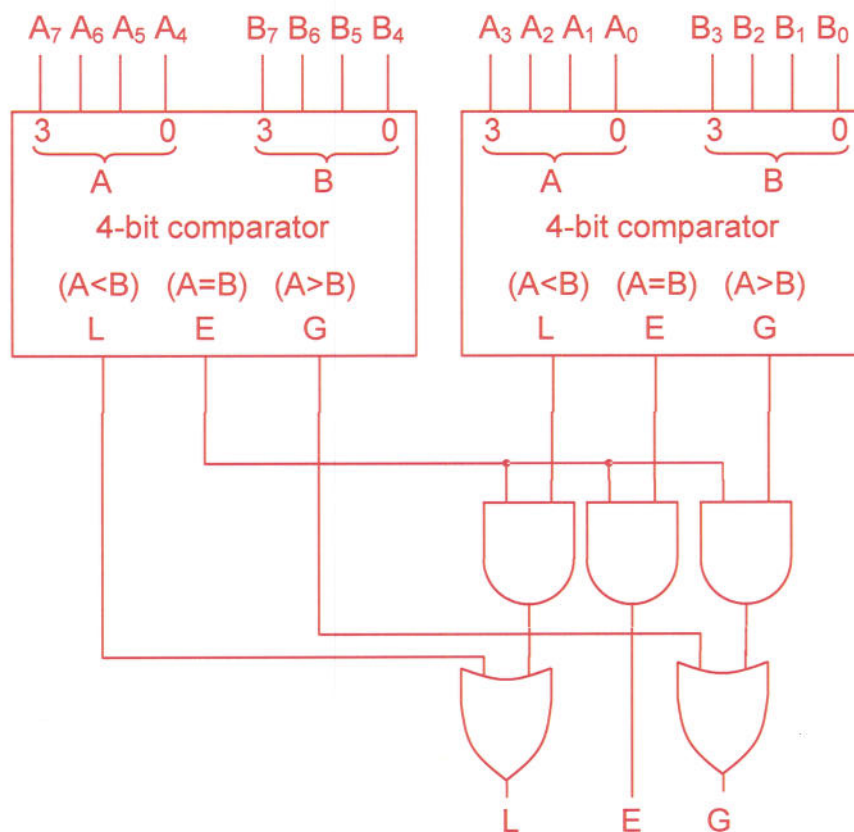 A₇ A₆ A₅ A₄ B₇ B₆ B₅ B₄ A₃ A₂ A₁ A₀ B₃ B₂ B₁ B₀
3 0 3 0 3 0 3 0
A B A B
4-bit comparator 4-bit comparator
(A<B) (A=B) (A>B) (A<B) (A=B) (A>B)
L E G L E G
L E G